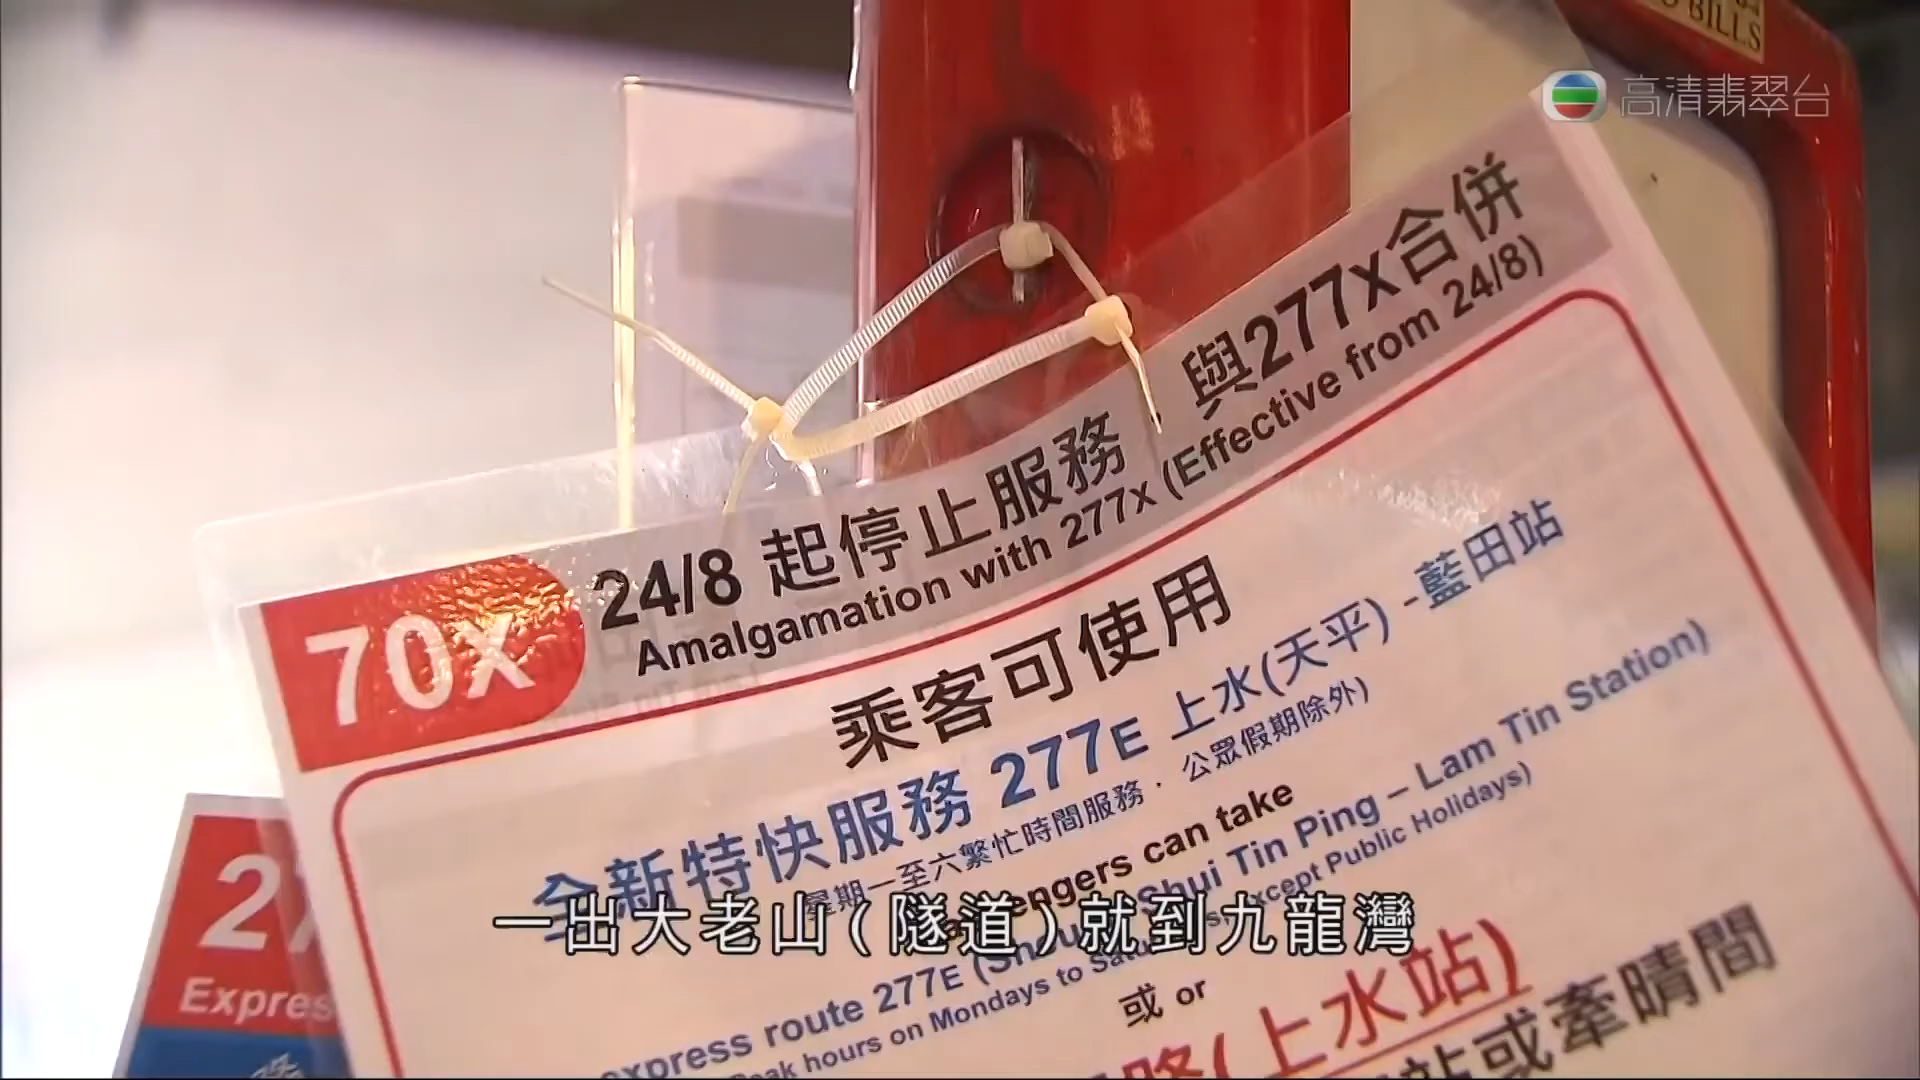 BILLS
高清翡翠台
70X
24/8 起停止服務，與277X合併
Amalgamation with 277X (Effective from 24/8)
乘客可使用
全新特快服務 277E 上水(天平) - 藍田站
星期一至六繁忙時間服務，公眾假期除外)
engers can take
express route 277E (Sheung Shui Tin Ping – Lam Tin Station)
eak hours on Mondays to Saturdays, except Public Holidays)
或 or
路(上水站)
站或牽晴間
27
Expres
一出大老山(隧道)就到九龍灣